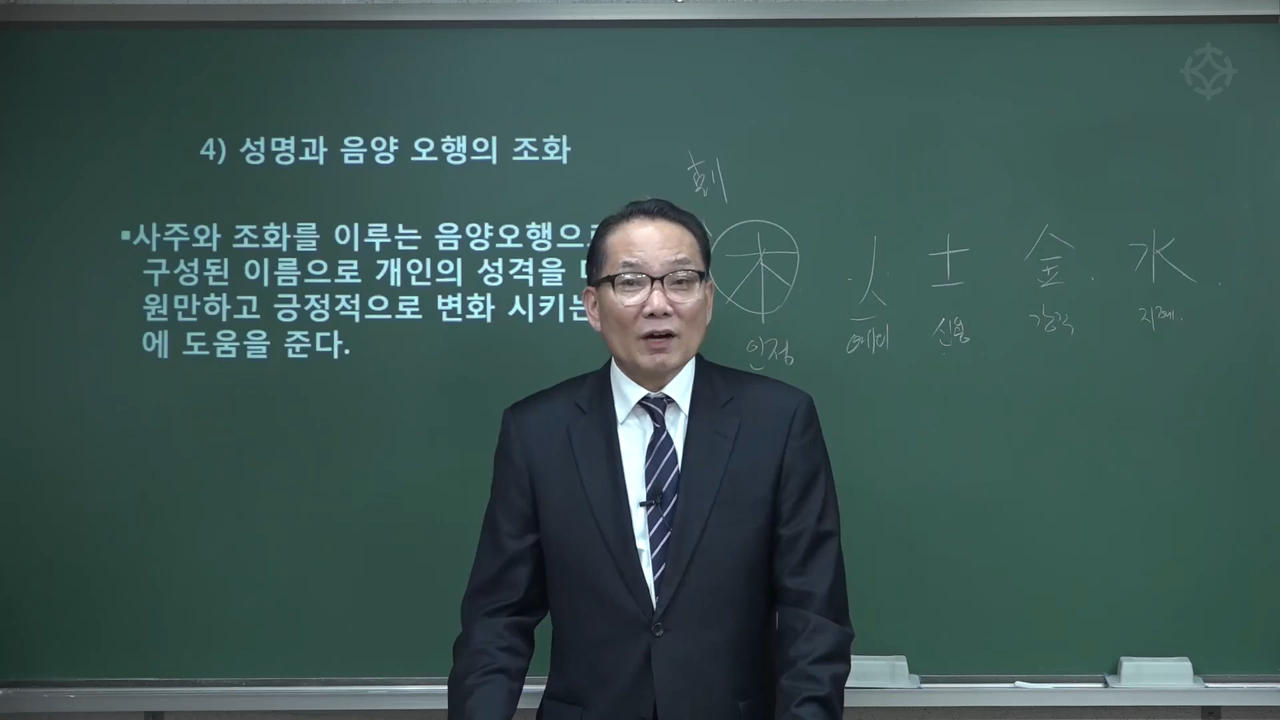 4) 성명과 음양 오행의 조화
▪사주와 조화를 이루는 음양오행으로
구성된 이름으로 개인의 성격을
원만하고 긍정적으로 변화 시키는
에 도움을 준다.
木 火 土 金 水
인정 예의 신용 강직 지혜